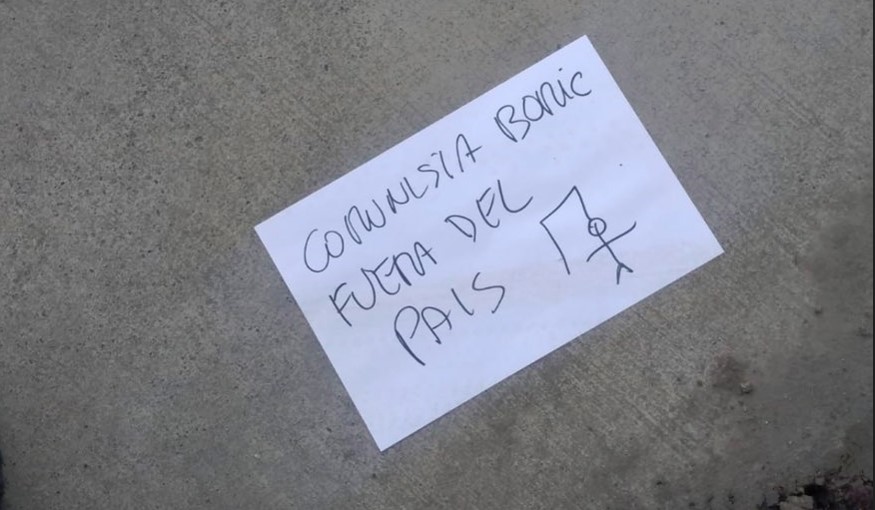 COMUNISTA BORIC
FUERA DEL
PAIS